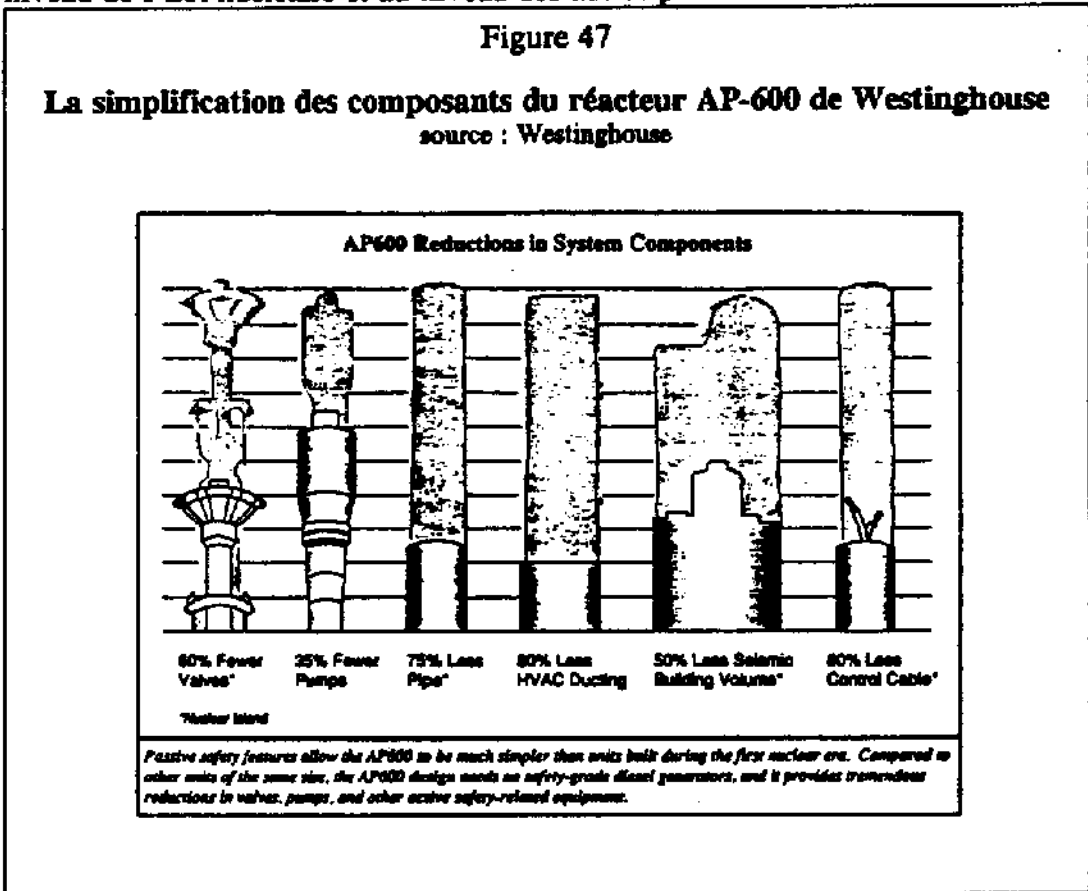 Figure 47
La simplification des composants du réacteur AP-600 de Westinghouse
source : Westinghouse
AP600 Reductions in System Components
60% Fewer
Valves*
35% Fewer
Pumps
75% Less
Pipe*
80% Less
HVAC Ducting
50% Less Seismic
Building Volume*
80% Less
Control Cable*
*Nuclear Island
Passive safety features allow the AP600 to be much simpler than units built during the first nuclear era. Compared to
other units of the same size, the AP600 design needs no safety-grade diesel generators, and it provides tremendous
reductions in valves, pumps, and other active safety-related equipment.